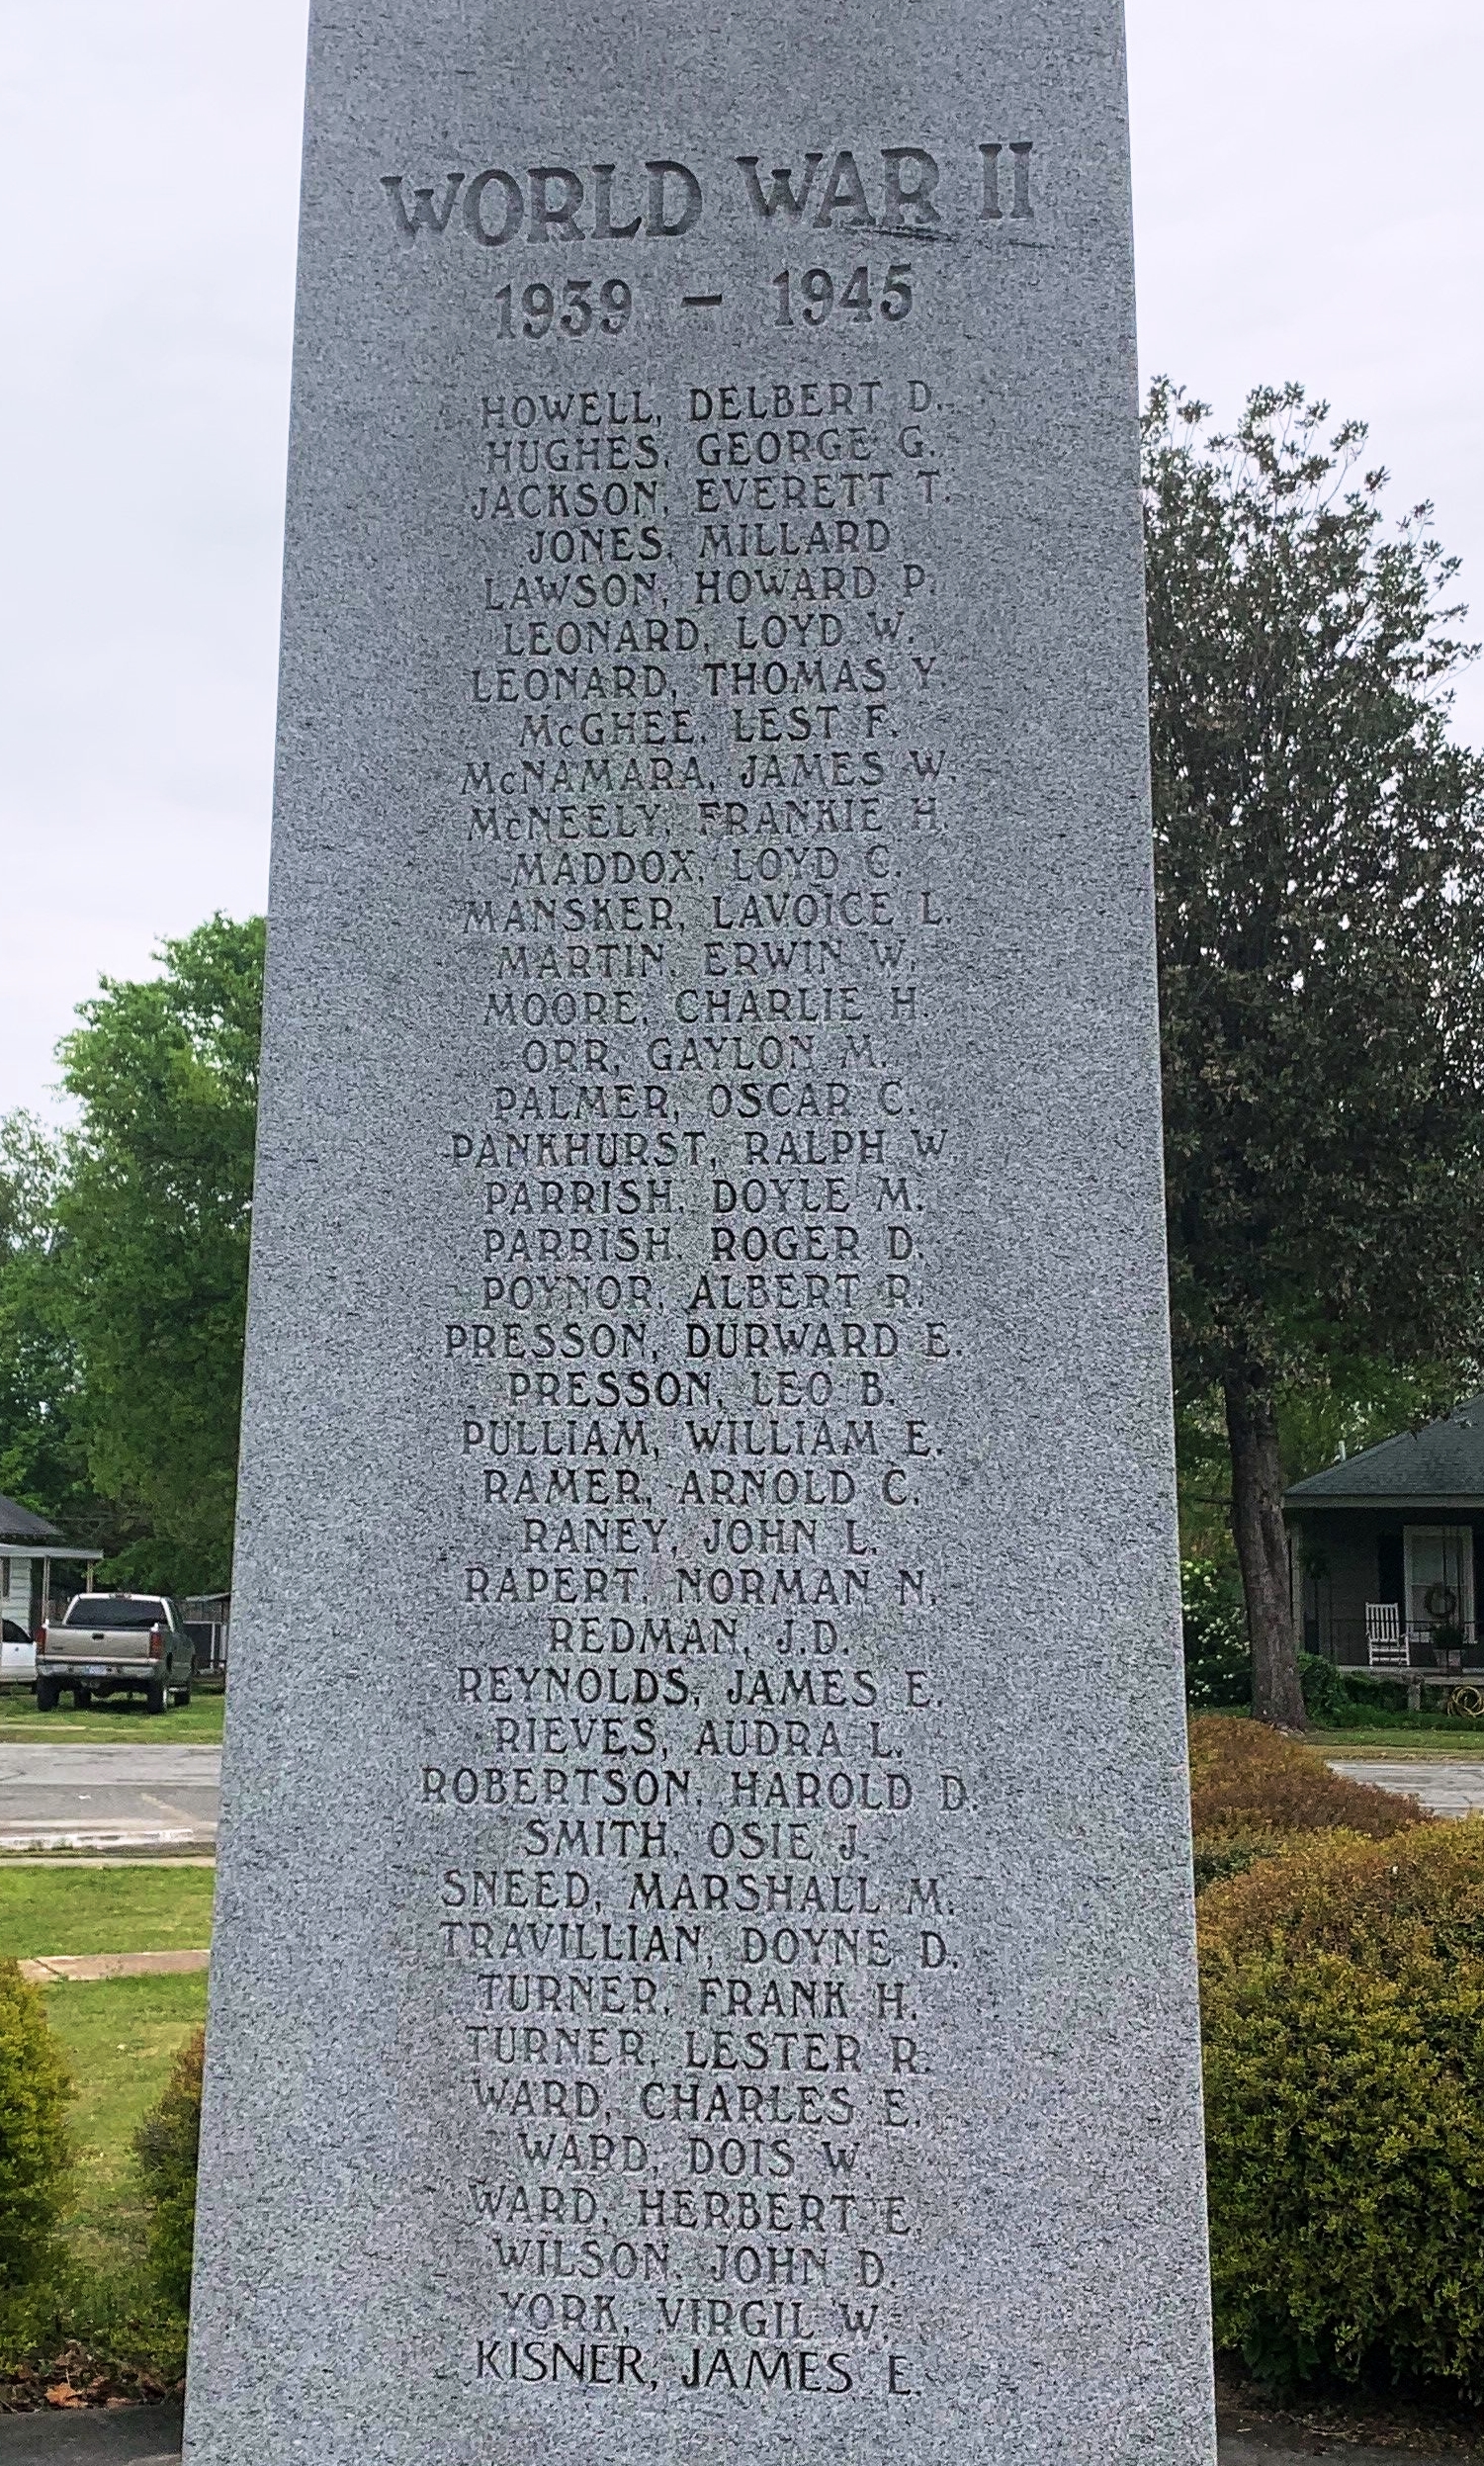 WORLD WAR II
1939 - 1945
HOWELL, DELBERT D.
HUGHES, GEORGE G.
JACKSON, EVERETT T.
JONES, MILLARD
LAWSON, HOWARD P.
LEONARD, LOYD W.
LEONARD, THOMAS Y.
McGHEE, LEST F.
McNAMARA, JAMES W.
McNEELY, FRANKIE H.
MADDOX, LOYD C.
MANSKER, LAVOICE L.
MARTIN, ERWIN W.
MOORE, CHARLIE H.
ORR, GAYLON M.
PALMER, OSCAR C.
PANKHURST, RALPH W.
PARRISH, DOYLE M.
PARRISH, ROGER D.
POYNOR, ALBERT R.
PRESSON, DURWARD E.
PRESSON, LEO B.
PULLIAM, WILLIAM E.
RAMER, ARNOLD C.
RANEY, JOHN L.
RAPERT, NORMAN N.
REDMAN, J.D.
REYNOLDS, JAMES E.
RIEVES, AUDRA L.
ROBERTSON, HAROLD D.
SMITH, OSIE J.
SNEED, MARSHALL M.
TRAVILLIAN, DOYNE D.
TURNER, FRANK H.
TURNER, LESTER R.
WARD, CHARLES E.
WARD, DOIS W.
WARD, HERBERT E.
WILSON, JOHN D.
YORK, VIRGIL W.
KISNER, JAMES E.